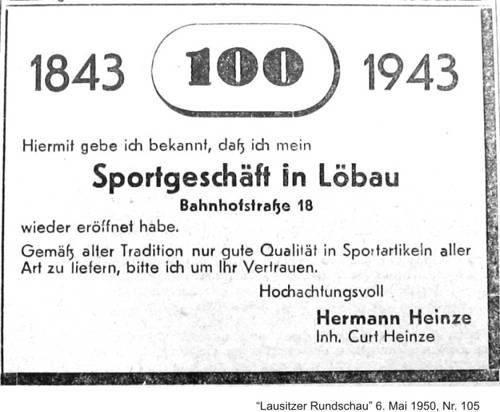 1843 100 1943
Hiermit gebe ich bekannt, daß ich mein
Sportgeschäft in Löbau
Bahnhofstraße 18
wieder eröffnet habe.
Gemäß alter Tradition nur gute Qualität in Sportartikeln aller
Art zu liefern, bitte ich um Ihr Vertrauen.
Hochachtungsvoll
Hermann Heinze
Inh. Curt Heinze
“Lausitzer Rundschau” 6. Mai 1950, Nr. 105